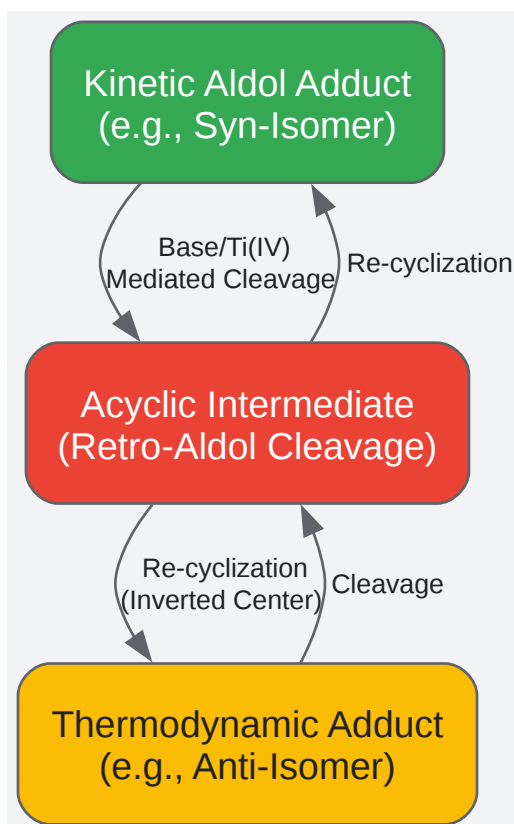 Kinetic Aldol Adduct
(e.g., Syn-Isomer)
Base/Ti(IV)
Mediated Cleavage
Re-cyclization
Acyclic Intermediate
(Retro-Aldol Cleavage)
Re-cyclization
(Inverted Center)
Cleavage
Thermodynamic Adduct
(e.g., Anti-Isomer)